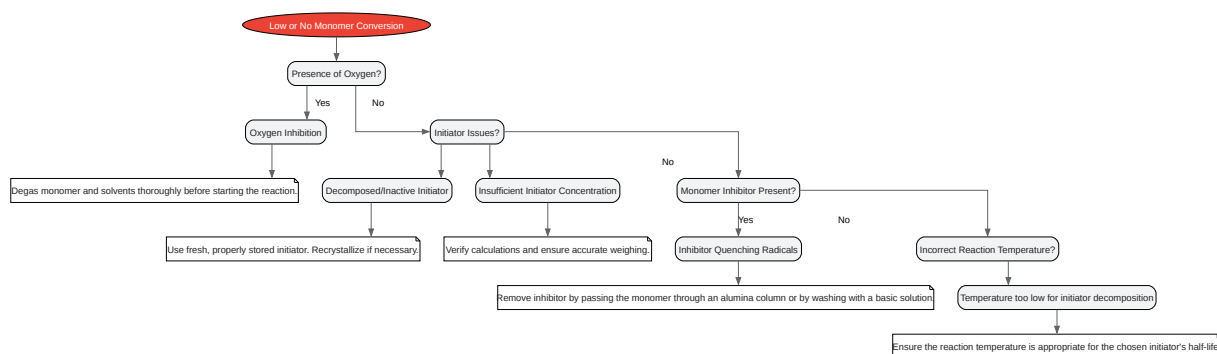 Low or No Monomer Conversion
Presence of Oxygen?
Yes
No
Oxygen Inhibition
Initiator Issues?
No
Degas monomer and solvents thoroughly before starting the reaction.
Decomposed/Inactive Initiator
Insufficient Initiator Concentration
Monomer Inhibitor Present?
Yes
No
Use fresh, properly stored initiator. Recrystallize if necessary.
Verify calculations and ensure accurate weighing.
Inhibitor Quenching Radicals
Incorrect Reaction Temperature?
Remove inhibitor by passing the monomer through an alumina column or by washing with a basic solution.
Temperature too low for initiator decomposition
Ensure the reaction temperature is appropriate for the chosen initiator's half-life